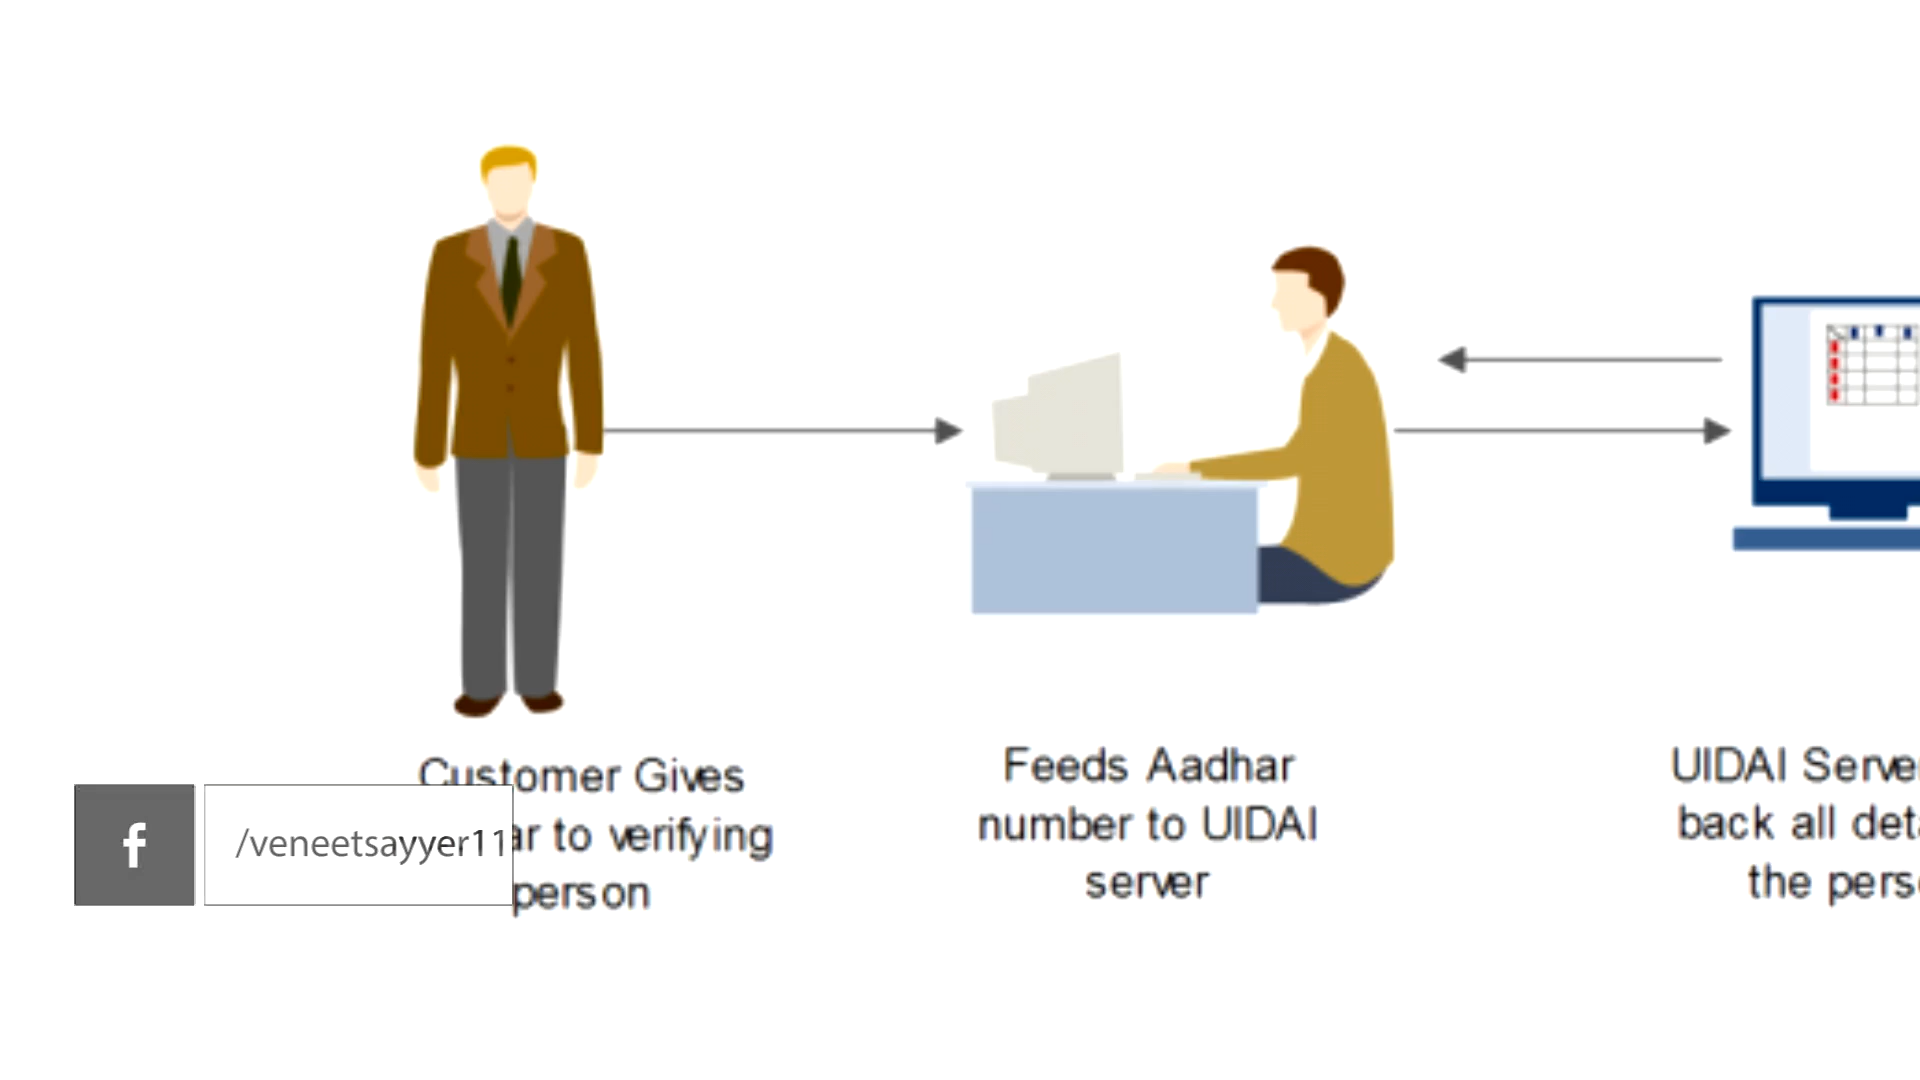 Customer Gives
ar to verifying
person
Feeds Aadhar
number to UIDAI
server
UIDAI Serve
back all deta
the pers
f
/veneetsayyer11